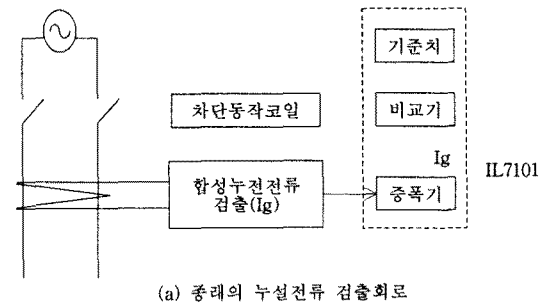 기준치
차단동작코일
비교기
Ig
IL7101
합성누전전류
검출(Ig)
증폭기
(a) 종래의 누설전류 검출회로